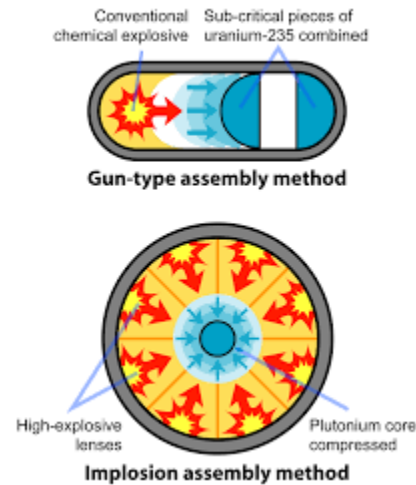 Conventional
chemical explosive
Sub-critical pieces of
uranium-235 combined
Gun-type assembly method
High-explosive
lenses
Plutonium core
compressed
Implosion assembly method